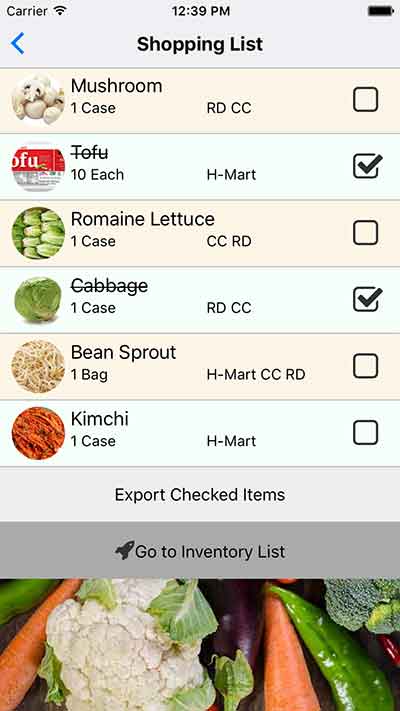 Carrier 12:39 PM
Shopping List
Mushroom
1 Case RD CC
Tofu
ofu
10 Each H-Mart
Romaine Lettuce
1 Case CC RD
Cabbage
1 Case RD CC
Bean Sprout
1 Bag H-Mart CC RD
Kimchi
1 Case H-Mart
Export Checked Items
Go to Inventory List